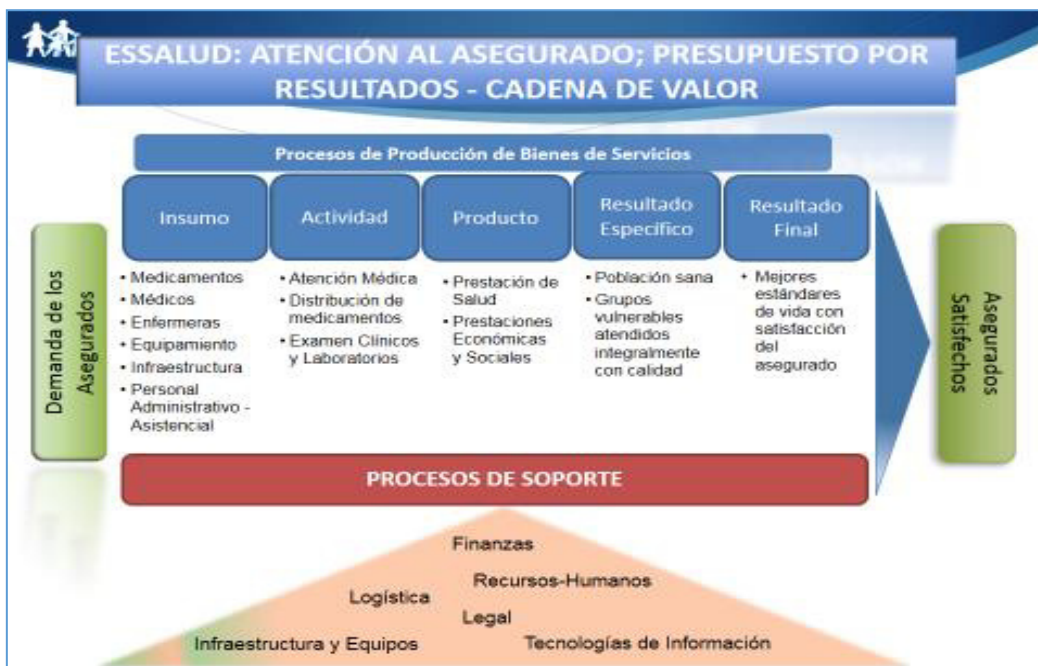 ESSALUD: ATENCIÓN AL ASEGURADO; PRESUPUESTO POR
RESULTADOS - CADENA DE VALOR
Procesos de Producción de Bienes de Servicios
Demanda de los
Asegurados
Insumo
• Medicamentos
• Médicos
• Enfermeras
• Equipamiento
• Infraestructura
• Personal
Administrativo -
Asistencial
Actividad
• Atención Médica
• Distribución de
medicamentos
• Examen Clínicos
y Laboratorios
Producto
• Prestación de
Salud
• Prestaciones
Económicas
y Sociales
Resultado
Específico
• Población sana
• Grupos
vulnerables
atendidos
integralmente
con calidad
Resultado
Final
• Mejores
estándares
de vida con
satisfacción
del
asegurado
Asegurados
Satisfechos
PROCESOS DE SOPORTE
Finanzas
Recursos-Humanos
Logística
Legal
Infraestructura y Equipos
Tecnologías de Información